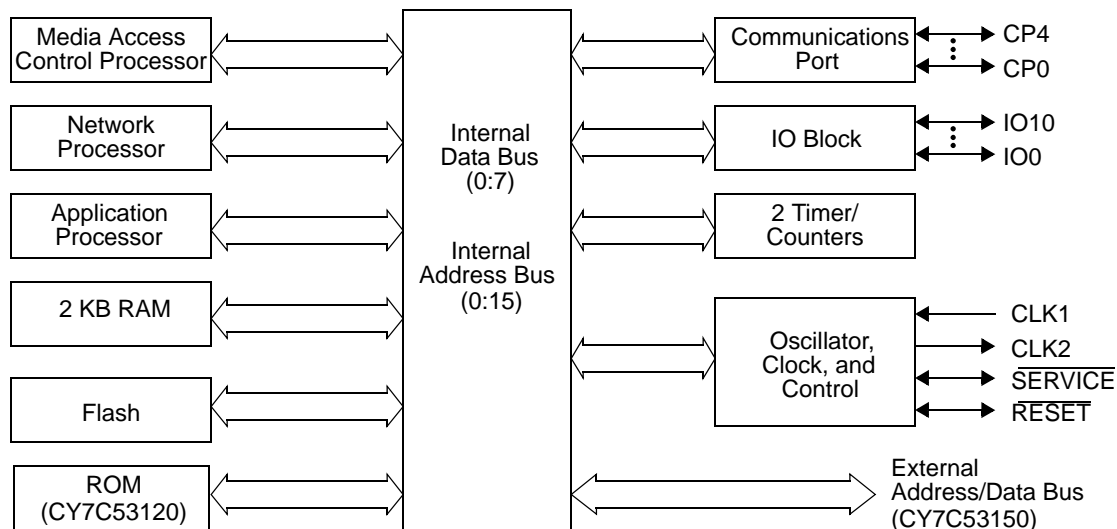 Media Access
Control Processor
Network
Processor
Application
Processor
2 KB RAM
Flash
ROM
(CY7C53120)
Internal
Data Bus
(0:7)
Internal
Address Bus
(0:15)
Communications
Port
CP4
CP0
IO Block
IO10
IO0
2 Timer/
Counters
Oscillator,
Clock, and
Control
CLK1
CLK2
SERVICE
RESET
External
Address/Data Bus
(CY7C53150)